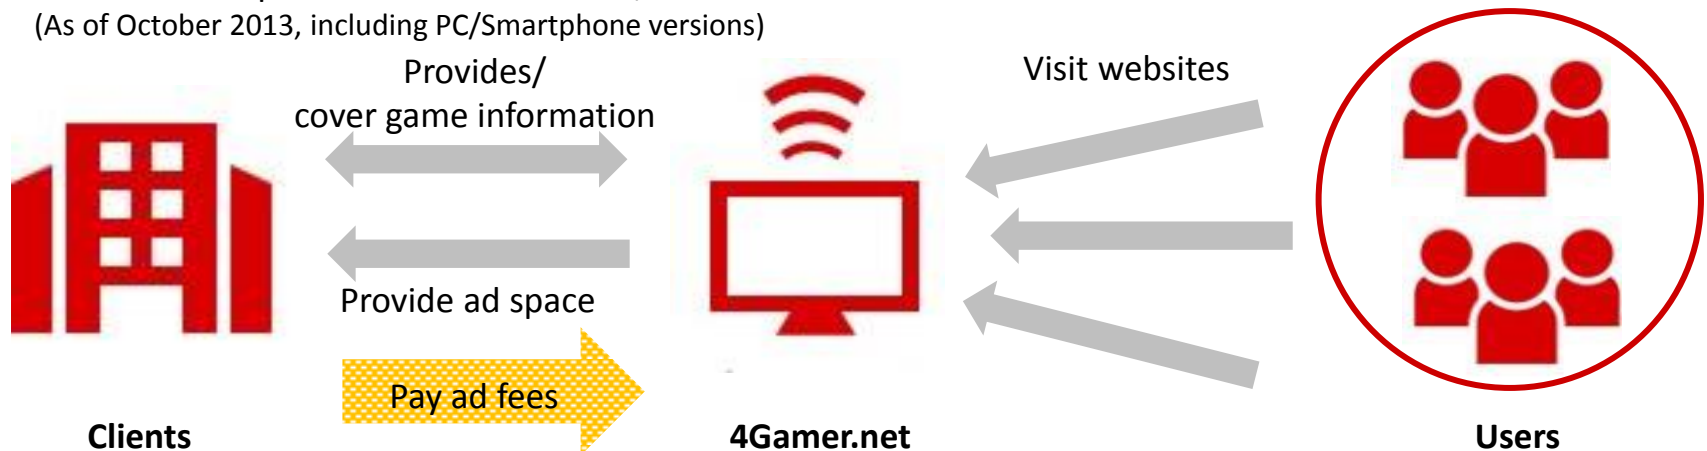 (As of October 2013, including PC/Smartphone versions)
Provides/
cover game information
Visit websites
Provide ad space
Pay ad fees
Clients
4Gamer.net
Users